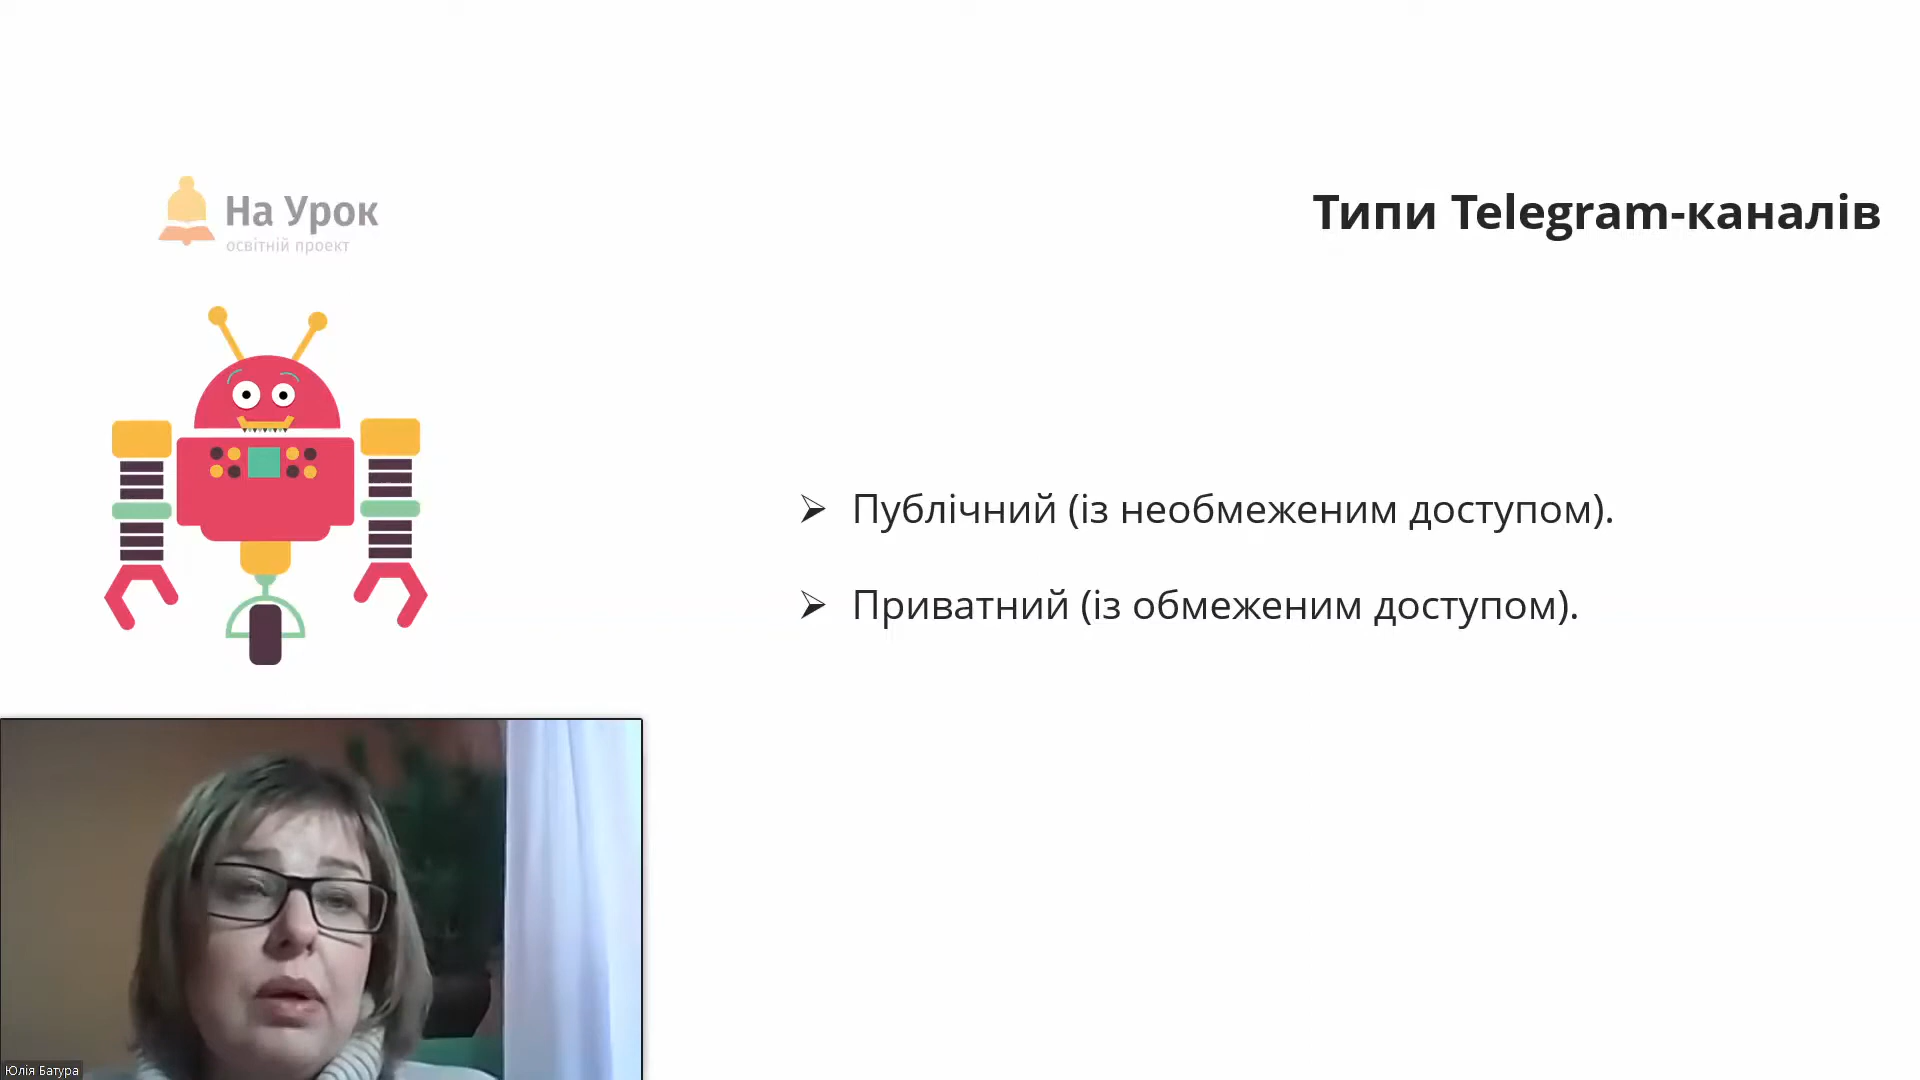 На Урок
освітній проект
Типи Telegram-каналів
Публічний (із необмеженим доступом).
Приватний (із обмеженим доступом).
Юлія Батура